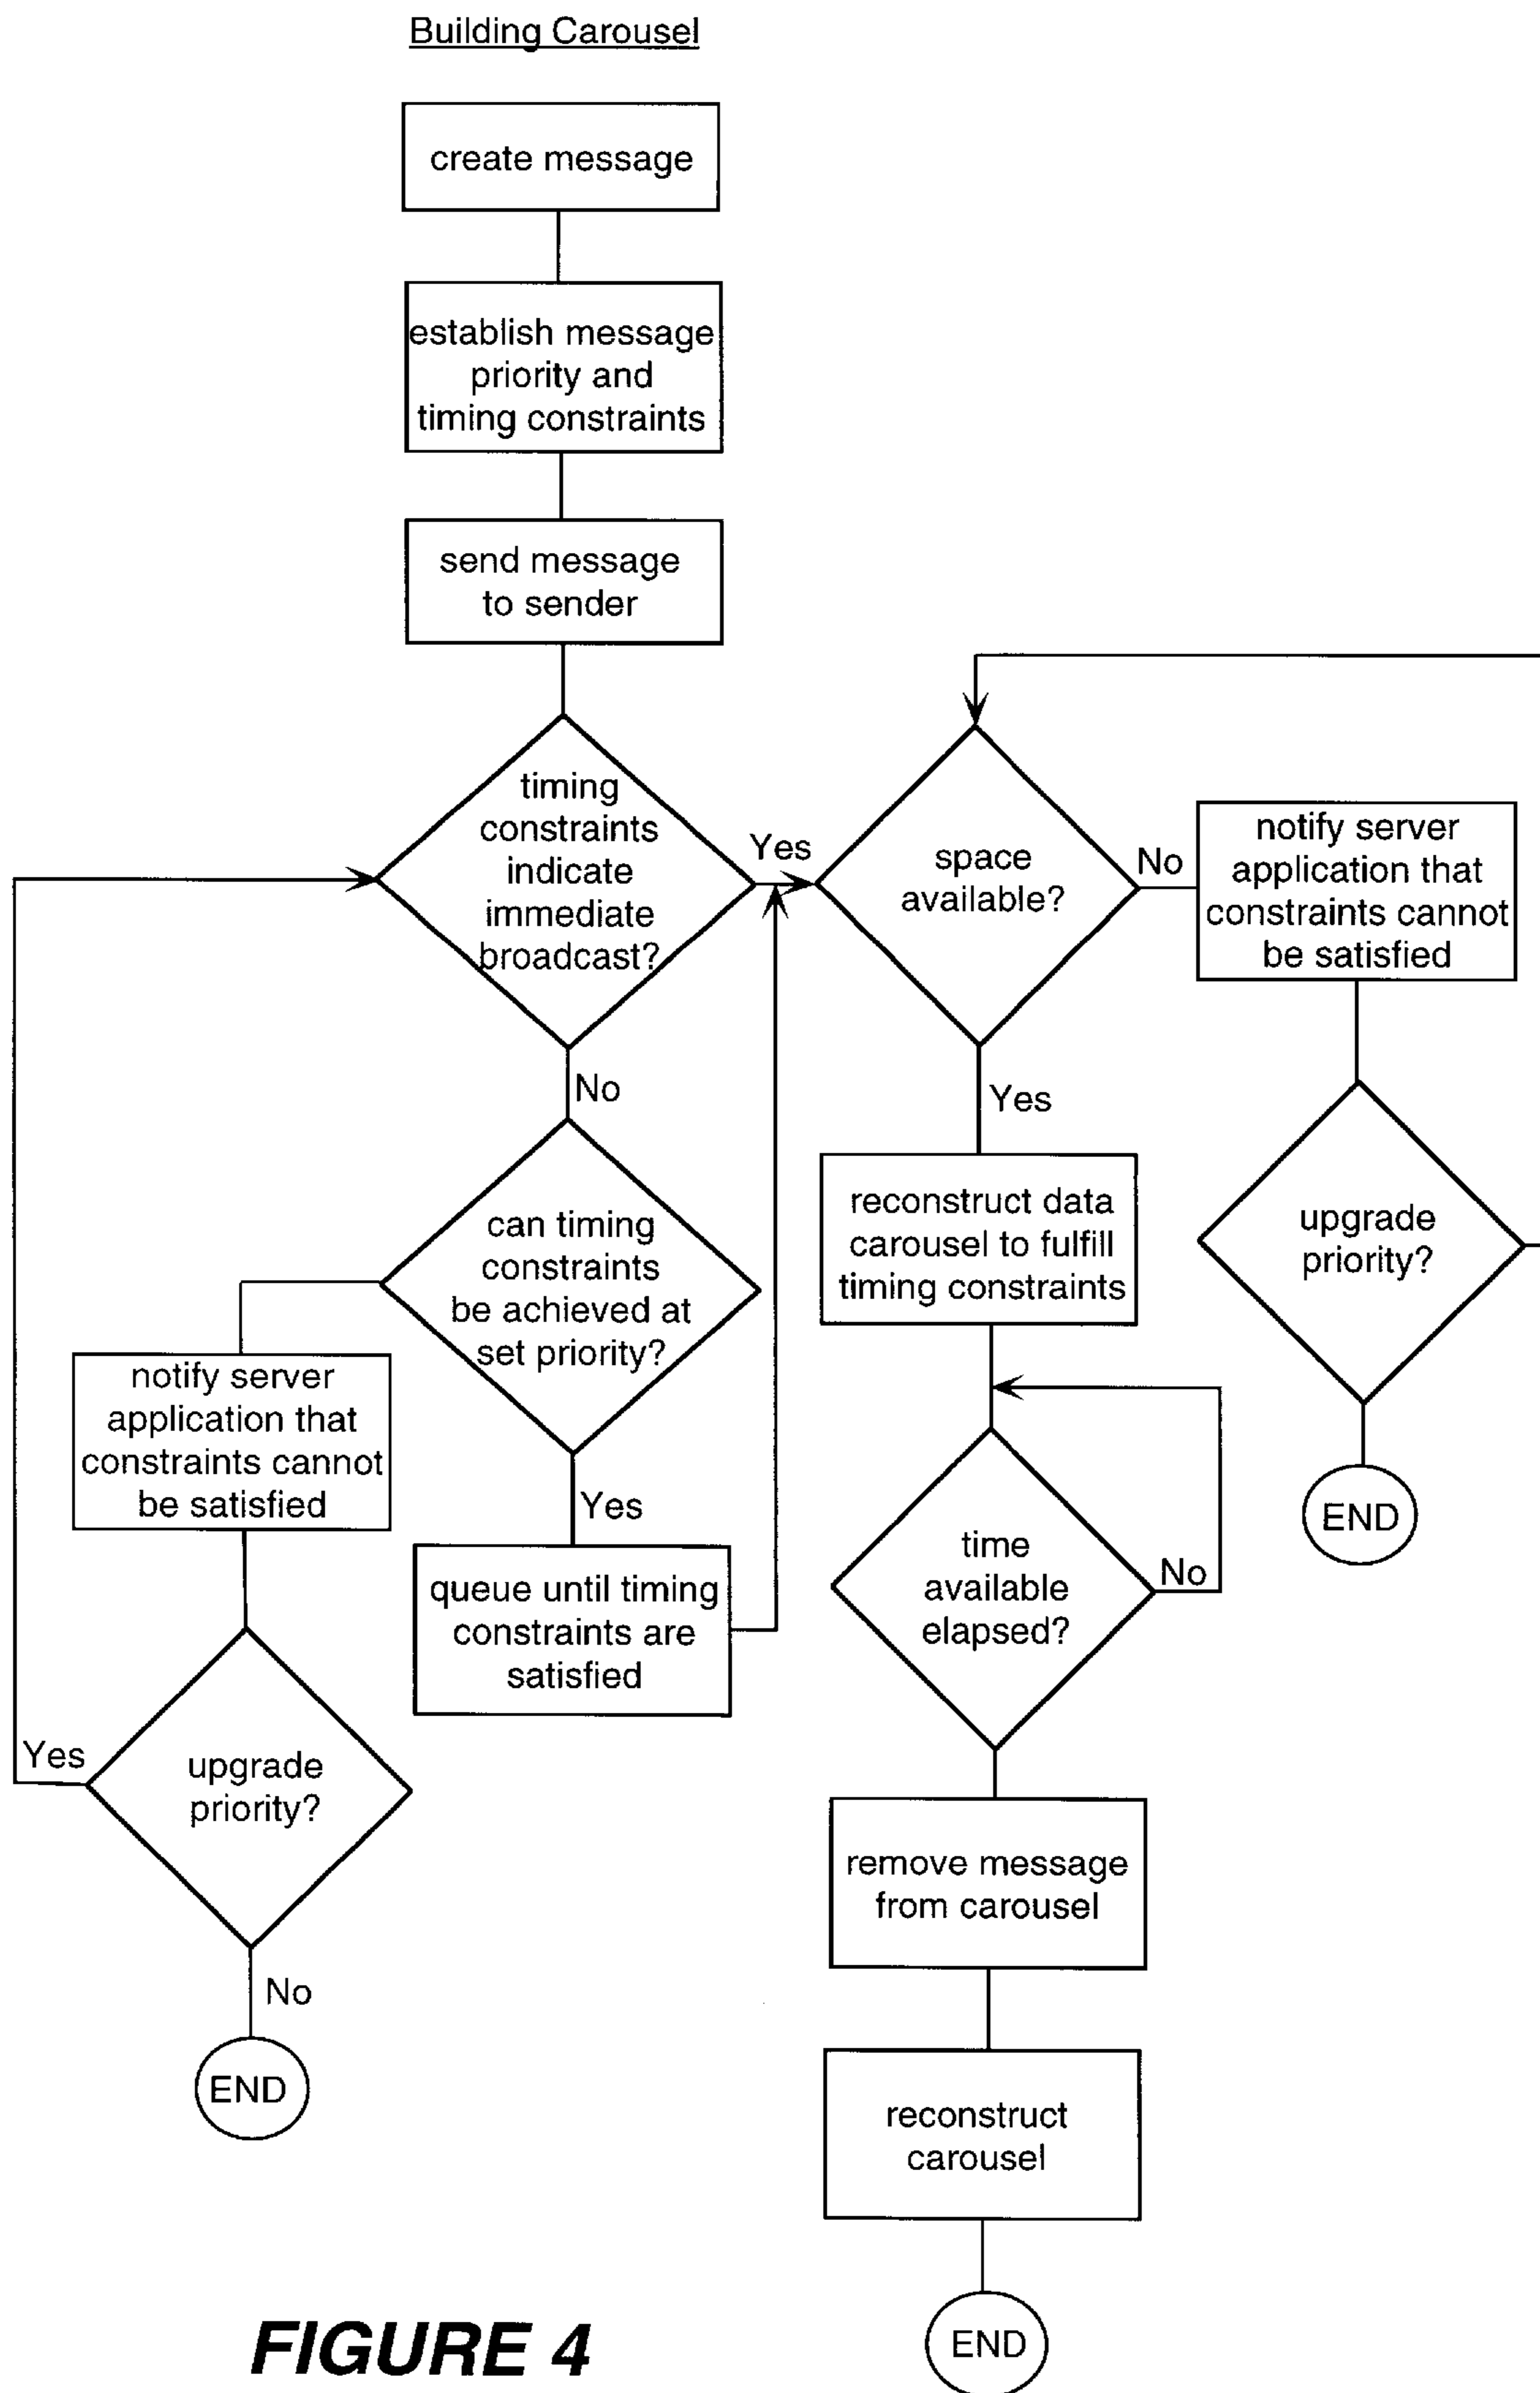 Building Carousel
create message
establish message
priority and
timing constraints
send message
to sender
timing
constraints
indicate
immediate
broadcast?
Yes
No
space
available?
No
Yes
notify server
application that
constraints cannot
be satisfied
can timing
constraints
be achieved at
set priority?
Yes
reconstruct data
carousel to fulfill
timing constraints
upgrade
priority?
END
notify server
application that
constraints cannot
be satisfied
queue until timing
constraints are
satisfied
time
available
elapsed?
No
upgrade
priority?
Yes
No
END
remove message
from carousel
reconstruct
carousel
END
FIGURE 4